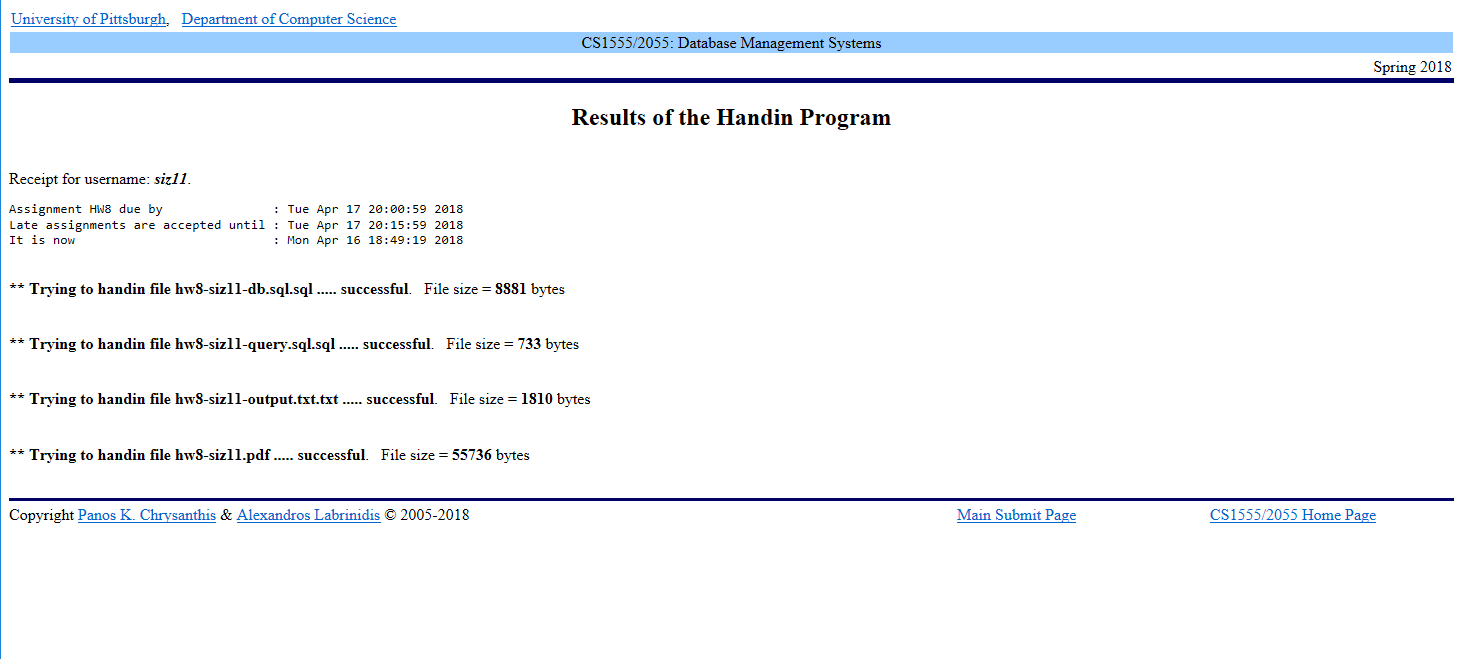 University of Pittsburgh, Department of Computer Science
CS1555/2055: Database Management Systems
Spring 2018
Results of the Handin Program
Receipt for username: siz11.
Assignment HW8 due by : Tue Apr 17 20:00:59 2018
Late assignments are accepted until : Tue Apr 17 20:15:59 2018
It is now : Mon Apr 16 18:49:19 2018
** Trying to handin file hw8-siz11-db.sql.sql ..... successful. File size = 8881 bytes
** Trying to handin file hw8-siz11-query.sql.sql ..... successful. File size = 733 bytes
** Trying to handin file hw8-siz11-output.txt.txt ..... successful. File size = 1810 bytes
** Trying to handin file hw8-siz11.pdf ..... successful. File size = 55736 bytes
Copyright Panos K. Chrysanthis & Alexandros Labrinidis © 2005-2018 Main Submit Page CS1555/2055 Home Page